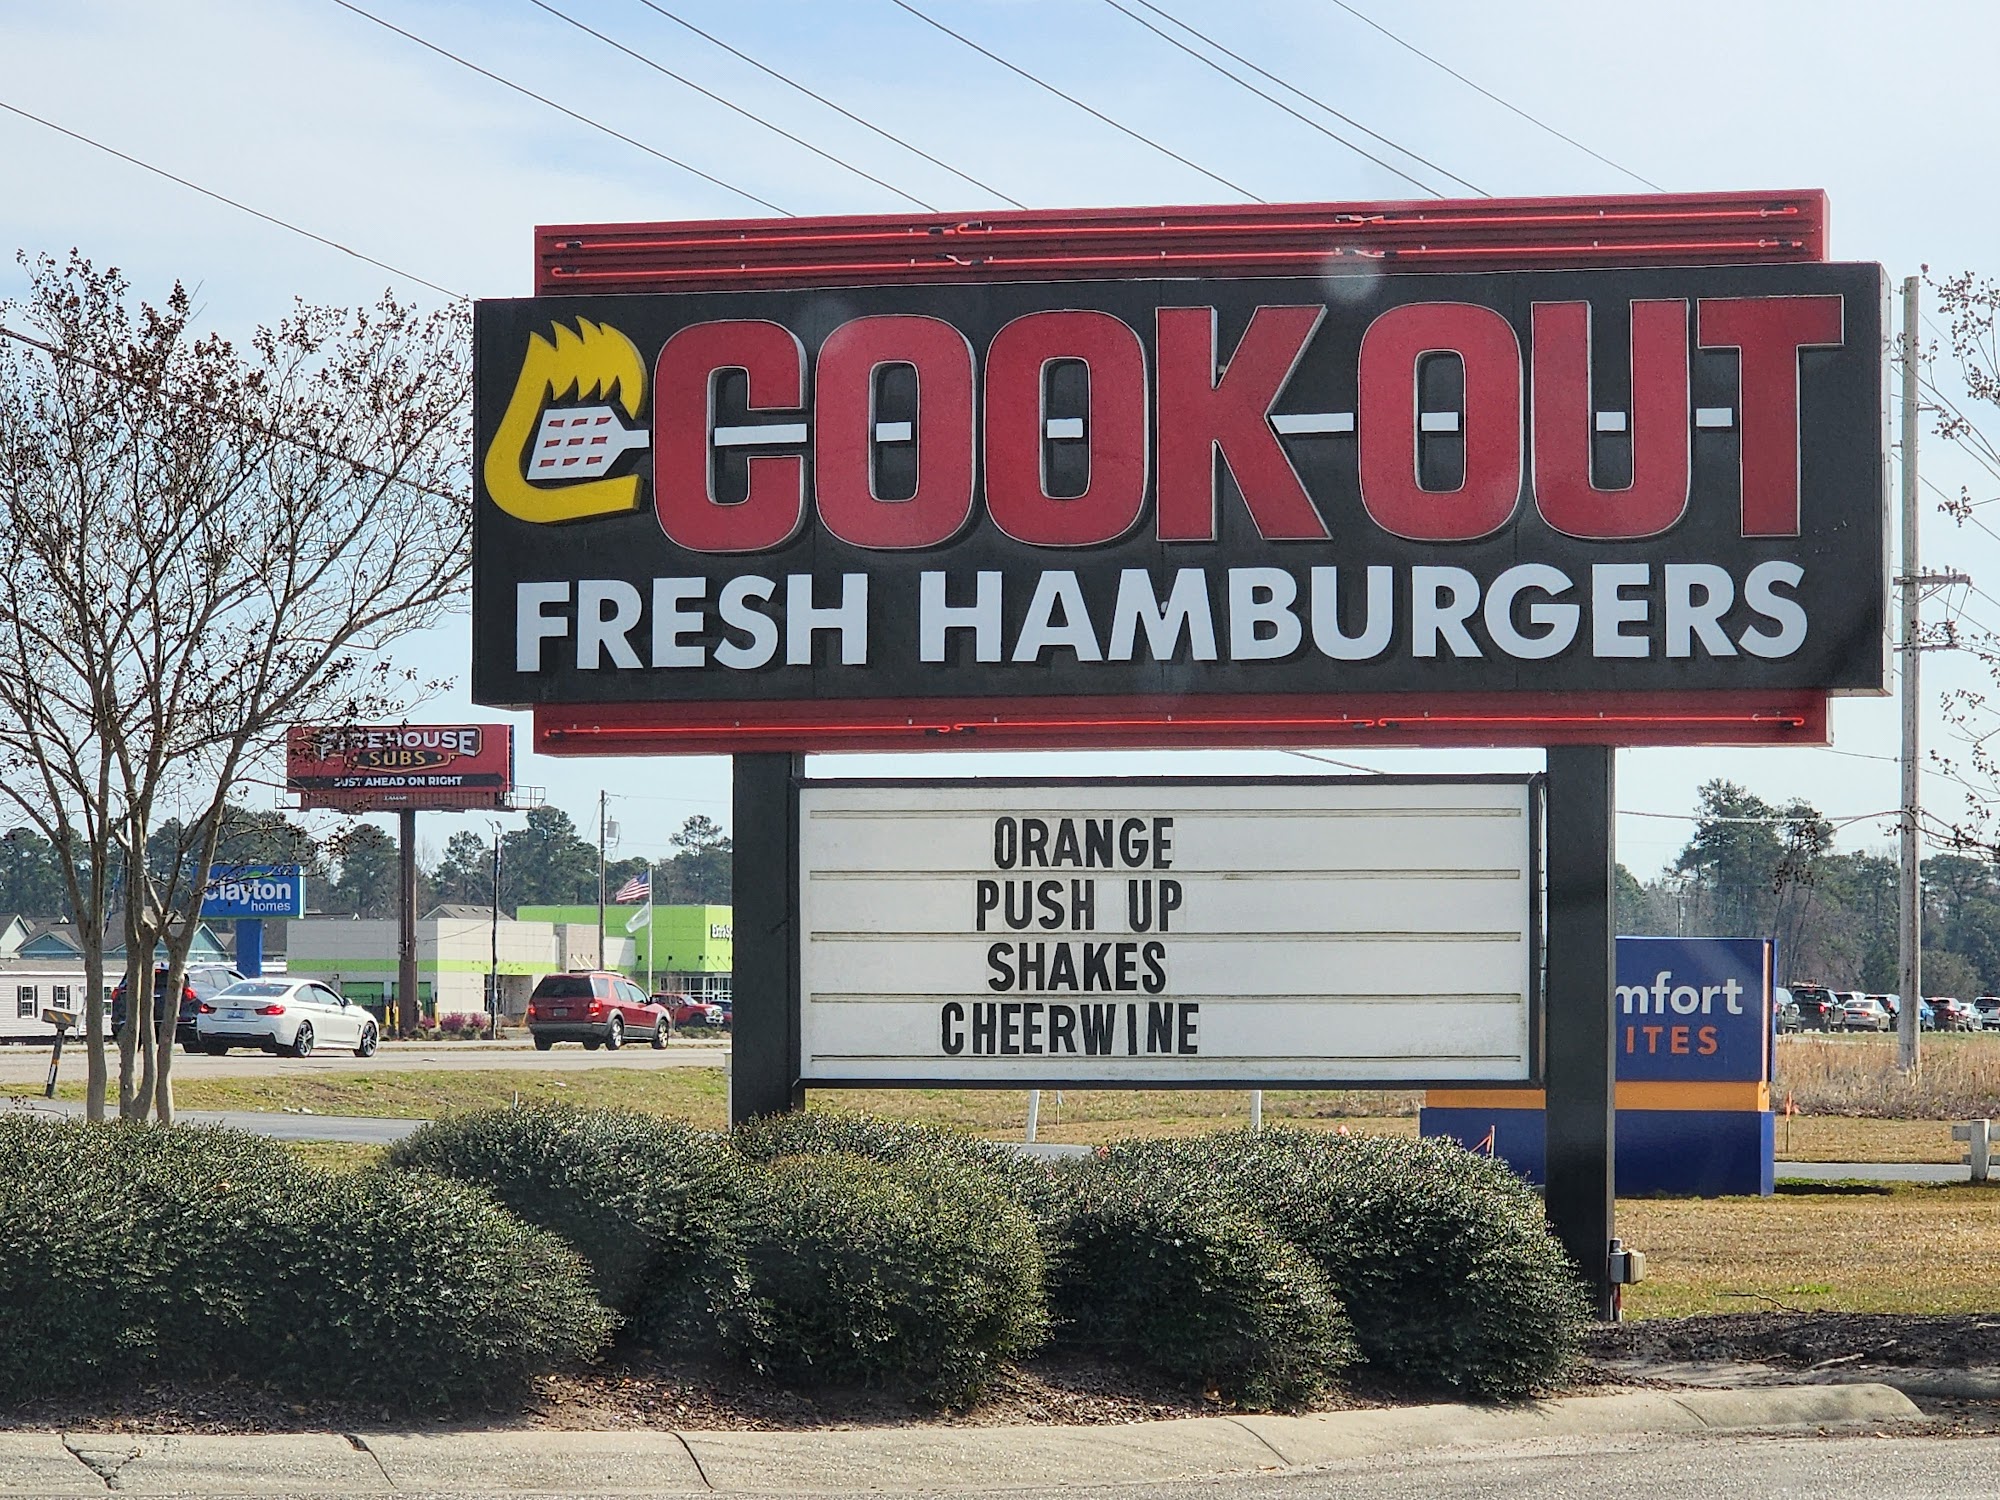 COOK OUT
FRESH HAMBURGERS
ORANGE
PUSH UP
SHAKES
CHEERWINE
FIREHOUSE
SUBS
JUST AHEAD ON RIGHT
LAMAR
Clayton
homes
mfort
ITES